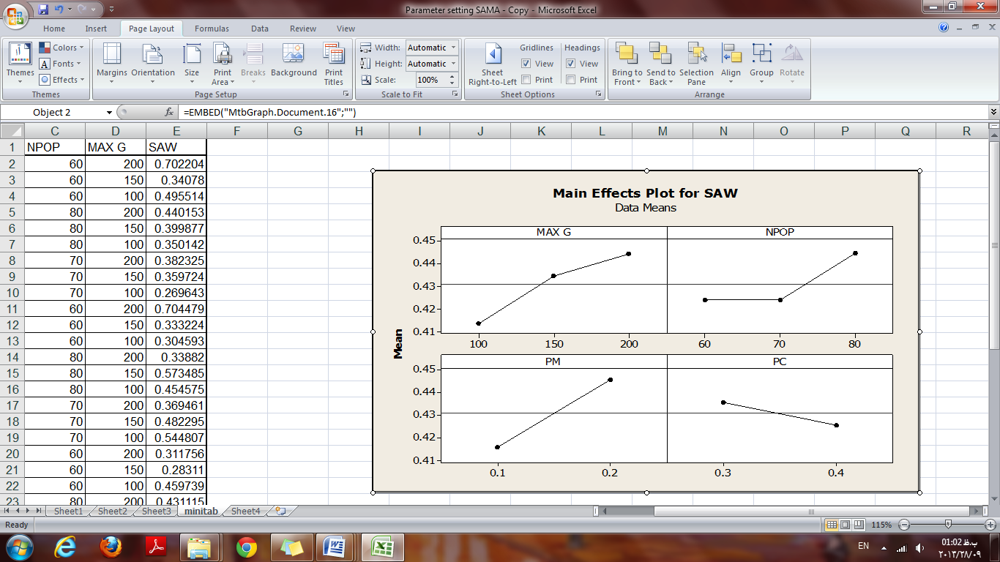 Parameter setting SAMA - Copy - Microsoft Excel
Home Insert Page Layout Formulas Data Review View
Themes Colors Fonts Effects Themes
Margins Orientation Size Print Area Breaks Background Print Titles Page Setup
Width: Automatic
Height: Automatic
Scale: 100%
Scale to Fit
Sheet Right-to-Left Gridlines View Print Headings View Print Sheet Options
Bring to Front Send to Back Selection Pane Align Group Rotate Arrange
Object 2 fx =EMBED("MtbGraph.Document.16";"")
C D E F G H I J K L M N O P Q R
1 NPOP MAX G SAW
2 60 200 0.702204
3 60 150 0.34078
4 60 100 0.495514
5 80 200 0.440153
6 80 150 0.399877
7 80 100 0.350142
8 70 200 0.382325
9 70 150 0.359724
10 70 100 0.269643
11 60 200 0.704479
12 60 150 0.333224
13 60 100 0.304593
14 80 200 0.33882
15 80 150 0.573485
16 80 100 0.454575
17 70 200 0.369461
18 70 150 0.482295
19 70 100 0.544807
20 60 200 0.311756
21 60 150 0.28311
22 60 100 0.459739
23 80 200 0.431115
Main Effects Plot for SAW
Data Means
MAX G NPOP
0.45
0.44
0.43
0.42
0.41
100 150 200 60 70 80
Mean
PM PC
0.45
0.44
0.43
0.42
0.41
0.1 0.2 0.3 0.4
Sheet1 Sheet2 Sheet3 minitab Sheet4
Ready 115%
EN 01:02 ب.ظ
٢٠١٣/٢٨/٠٩